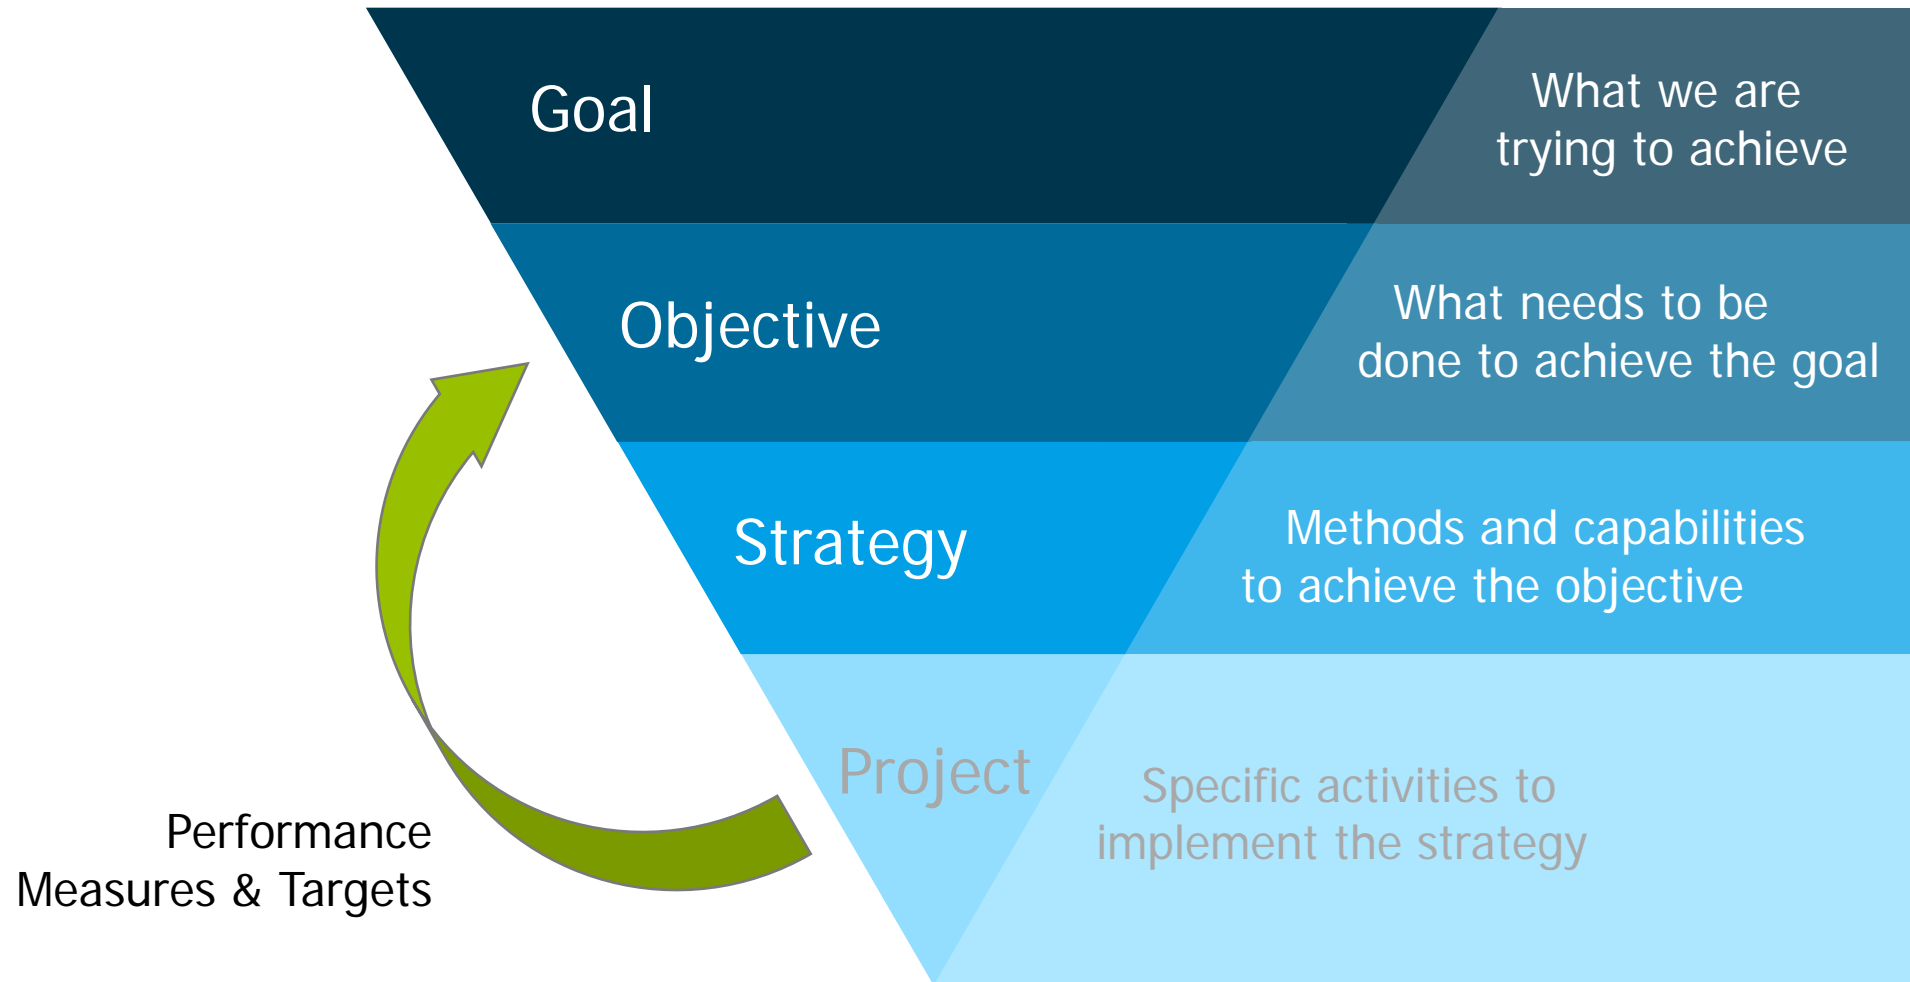 Goal
What we are
trying to achieve
Objective
What needs to be
done to achieve the goal
Strategy
Methods and capabilities
to achieve the objective
Project
Specific activities to
implement the strategy
Performance
Measures & Targets